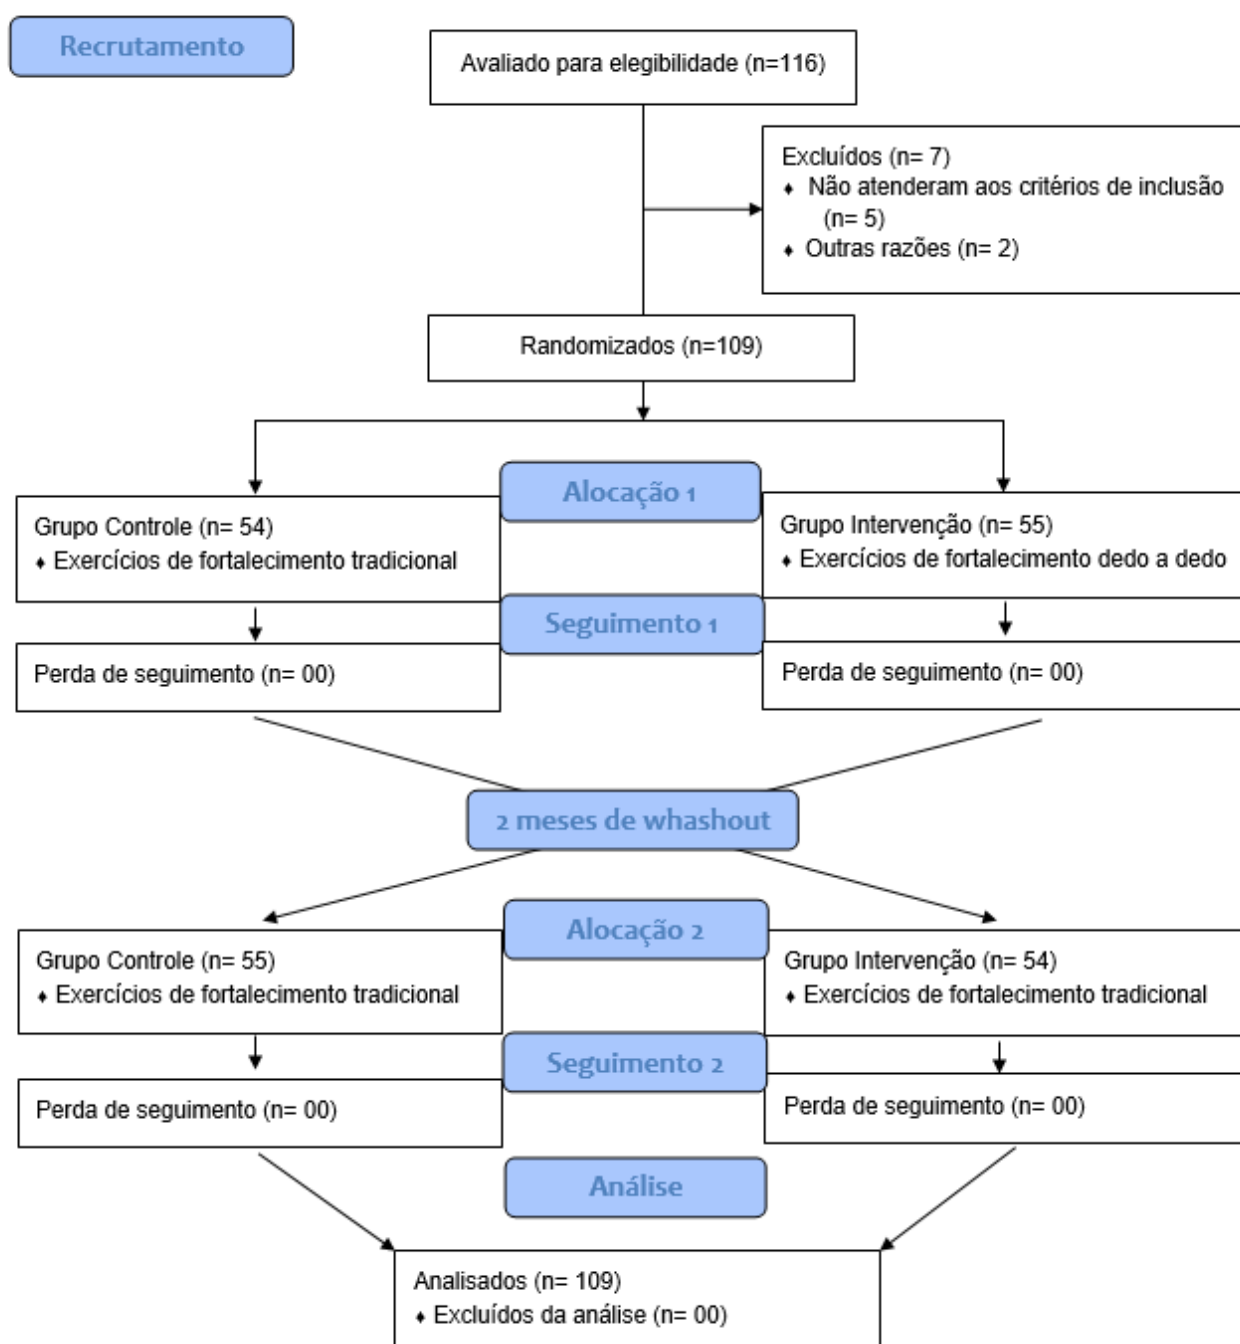 Recrutamento
Avaliado para elegibilidade (n=116)
Excluídos (n= 7)
♦ Não atenderam aos critérios de inclusão
(n= 5)
♦ Outras razões (n= 2)
Randomizados (n=109)
Alocação 1
Grupo Controle (n= 54)
♦ Exercícios de fortalecimento tradicional
Grupo Intervenção (n= 55)
♦ Exercícios de fortalecimento dedo a dedo
Seguimento 1
Perda de seguimento (n= 00)
Perda de seguimento (n= 00)
2 meses de whashout
Alocação 2
Grupo Controle (n= 55)
♦ Exercícios de fortalecimento tradicional
Grupo Intervenção (n= 54)
♦ Exercícios de fortalecimento tradicional
Seguimento 2
Perda de seguimento (n= 00)
Perda de seguimento (n= 00)
Análise
Analisados (n= 109)
♦ Excluídos da análise (n= 00)